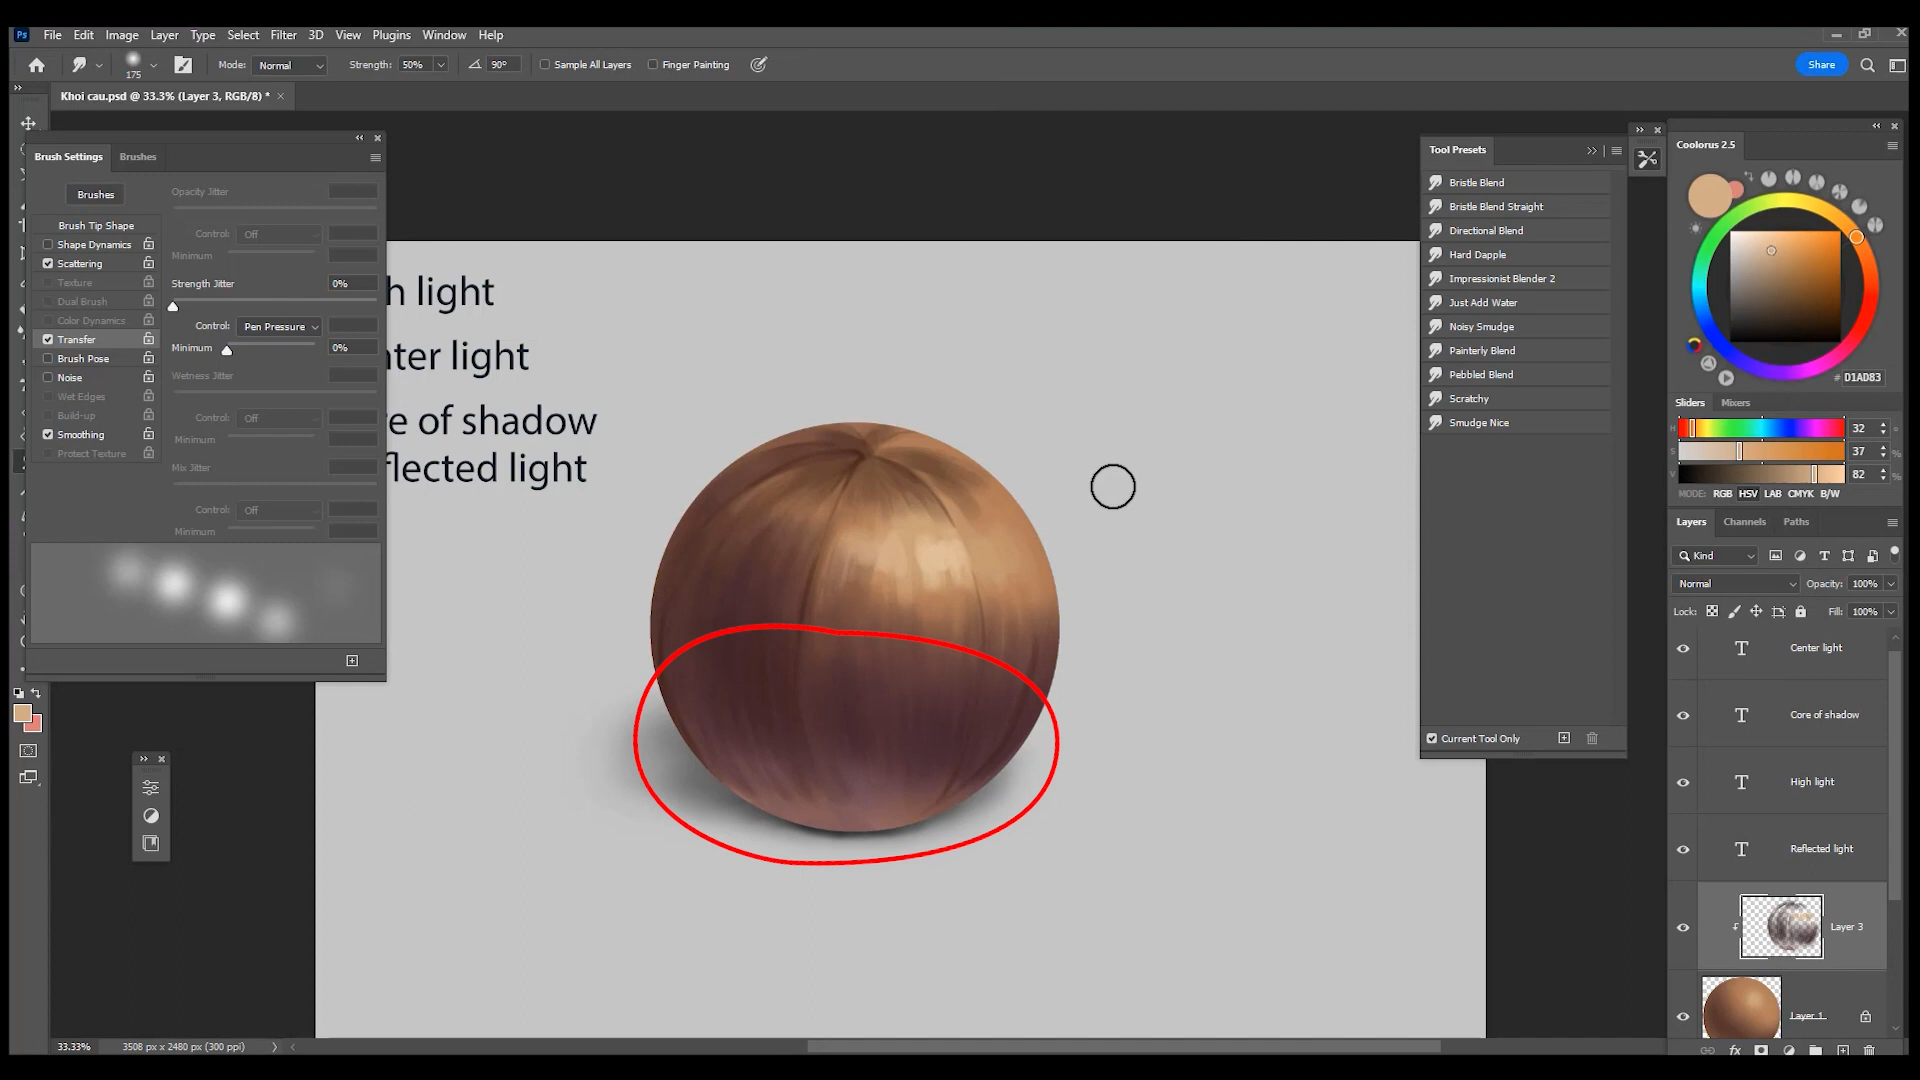 Ps File Edit Image Layer Type Select Filter 3D View Plugins Window Help
175 Mode: Normal Strength: 50% 90° Sample All Layers Finger Painting Share
Khoi cau.psd @ 33.3% (Layer 3, RGB/8) *
Brush Settings Brushes
Brushes
Brush Tip Shape
Shape Dynamics
Scattering
Texture
Dual Brush
Color Dynamics
Transfer
Brush Pose
Noise
Wet Edges
Build-up
Smoothing
Protect Texture
Opacity Jitter
Control: Off
Minimum
Strength Jitter 0%
Control: Pen Pressure
Minimum 0%
Wetness Jitter
Control: Off
Minimum
Mix Jitter
Control: Off
Minimum
h light
nter light
e of shadow
flected light
Tool Presets
Bristle Blend
Bristle Blend Straight
Directional Blend
Hard Dapple
Impressionist Blender 2
Just Add Water
Noisy Smudge
Painterly Blend
Pebbled Blend
Scratchy
Smudge Nice
Current Tool Only
Coolorus 2.5
# D1AD83
Sliders Mixers
H 32 °
S 37 %
V 82 %
MODE: RGB HSV LAB CMYK B/W
Layers Channels Paths
Kind
Normal Opacity: 100%
Lock: Fill: 100%
T Center light
T Core of shadow
T High light
T Reflected light
Layer 3
Layer 1
fx
33.33% 3508 px x 2480 px (300 ppi)